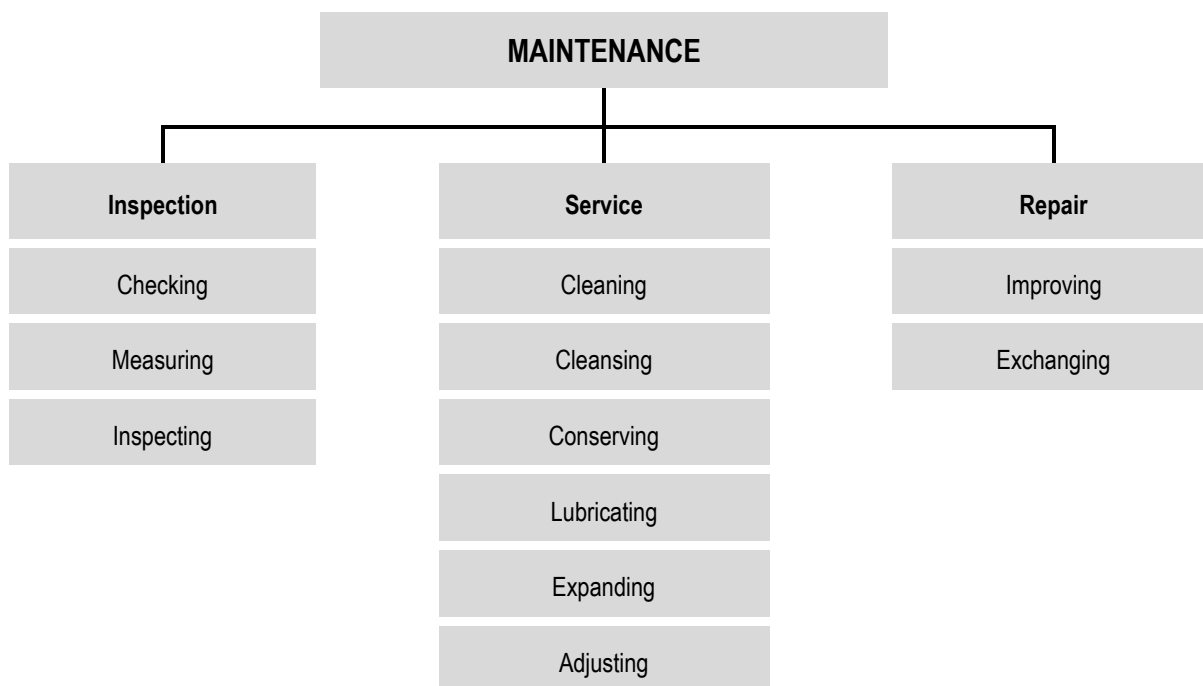 MAINTENANCE
Inspection
Checking
Measuring
Inspecting
Service
Cleaning
Cleansing
Conserving
Lubricating
Expanding
Adjusting
Repair
Improving
Exchanging